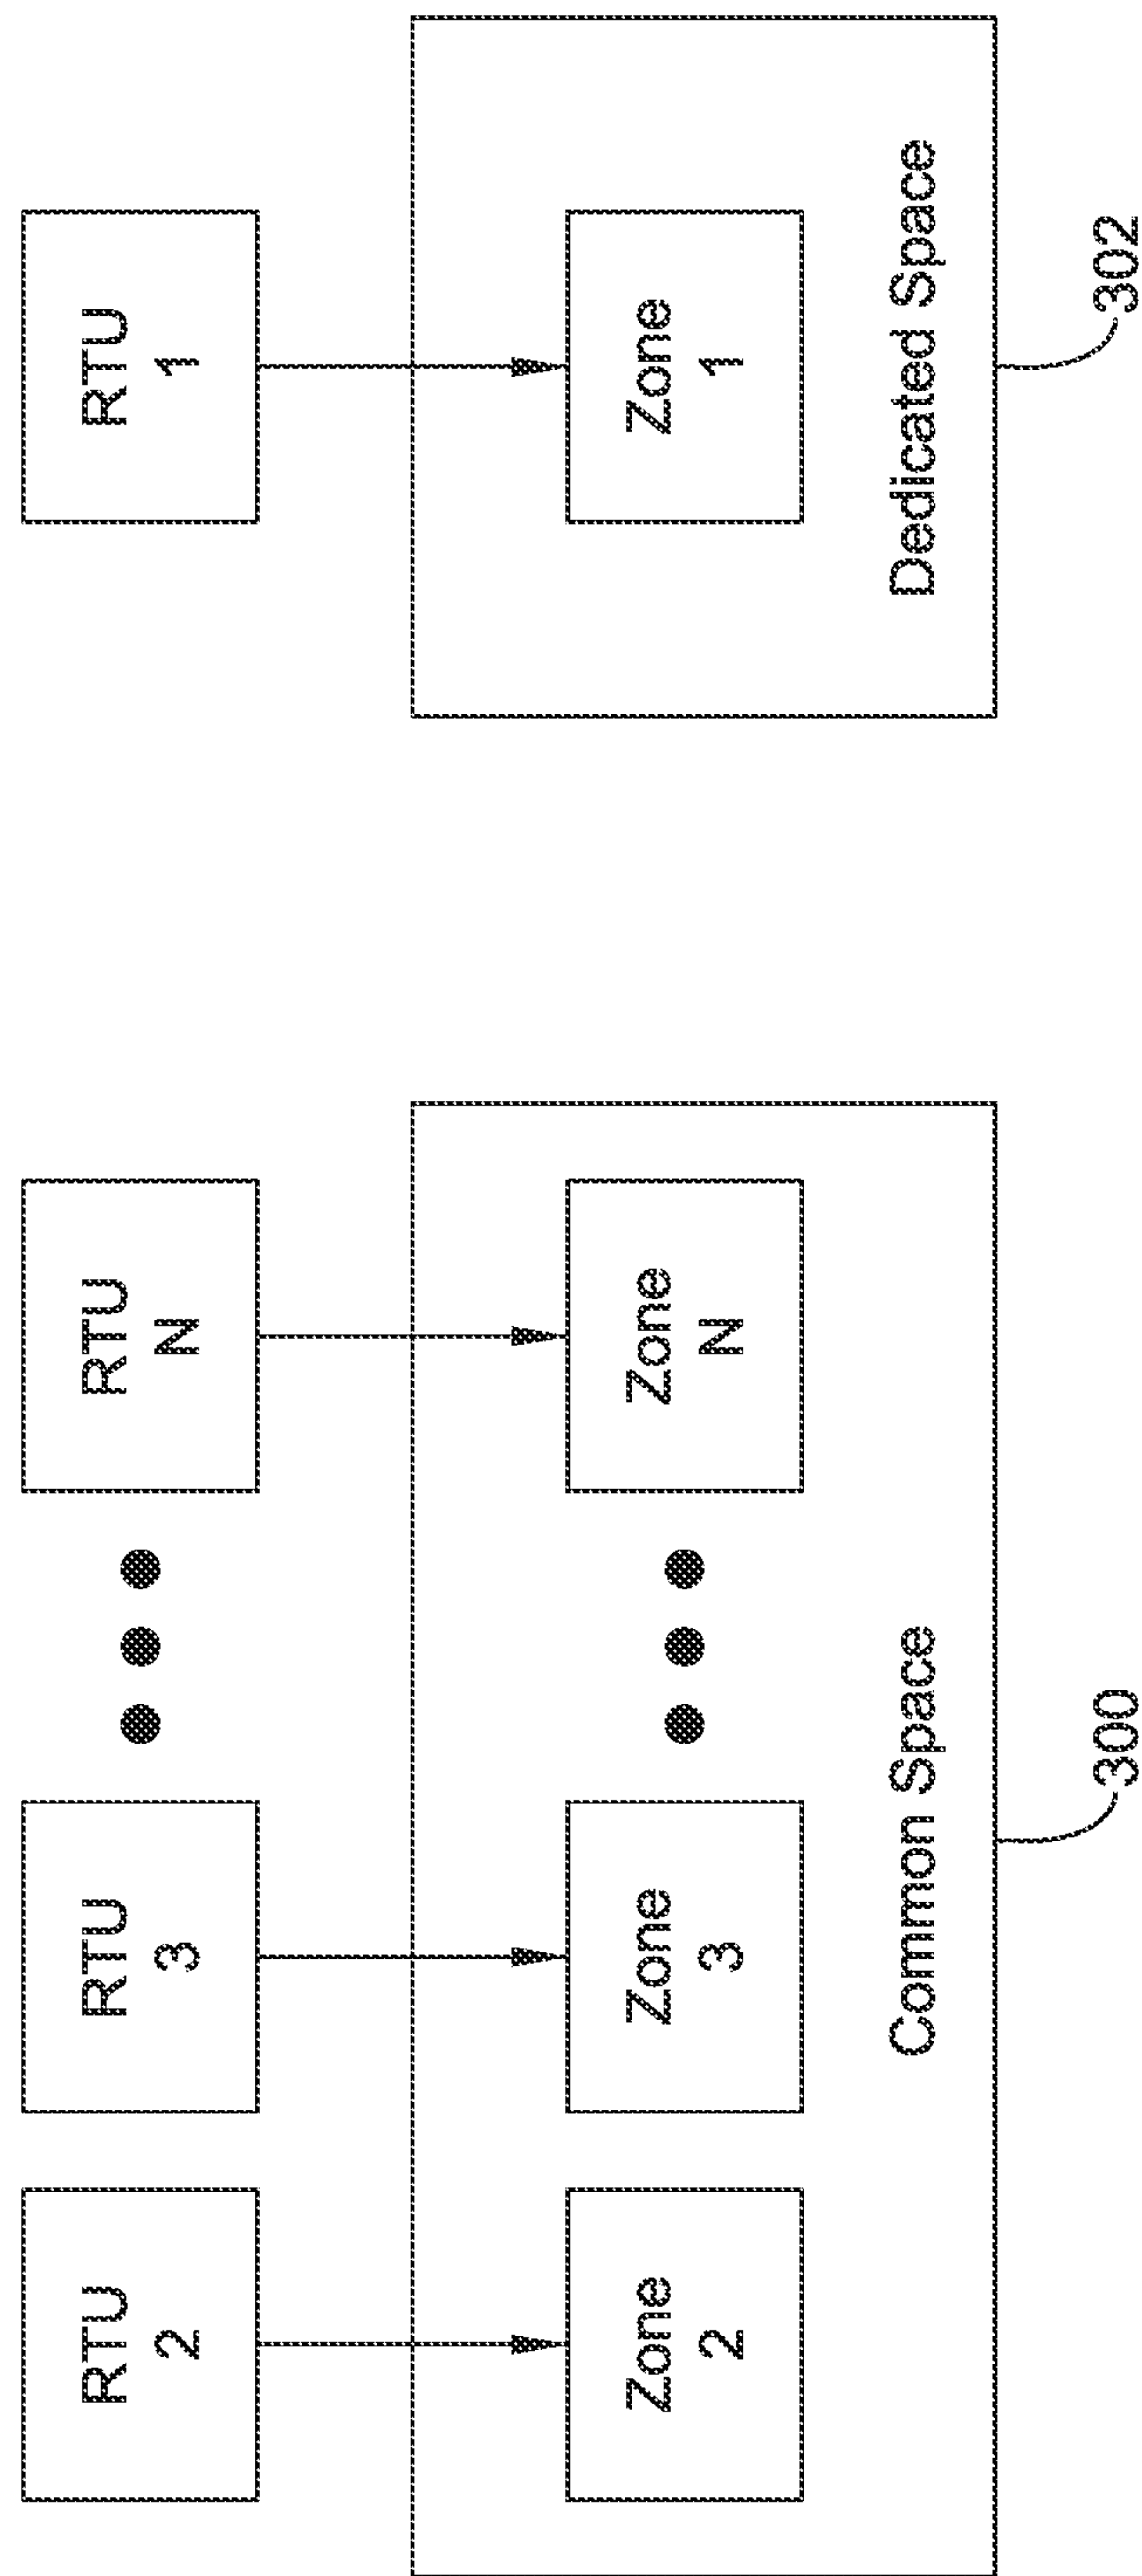 RTU
2
RTU
3
RTU
N
RTU
1
Zone
2
Zone
3
Zone
N
Zone
1
Common Space
Dedicated Space
300
302